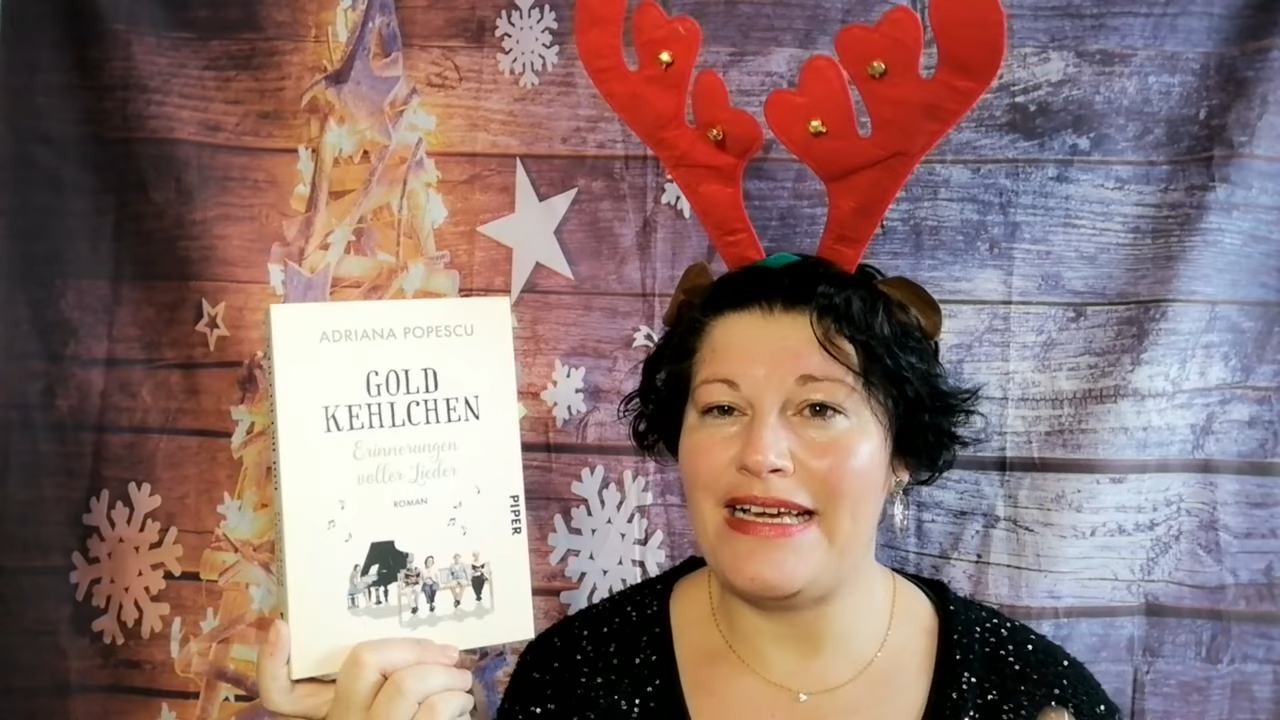 ADRIANA POPESCU
GOLD
KEHLCHEN
Erinnerungen
voller Lieder
ROMAN
PIPER